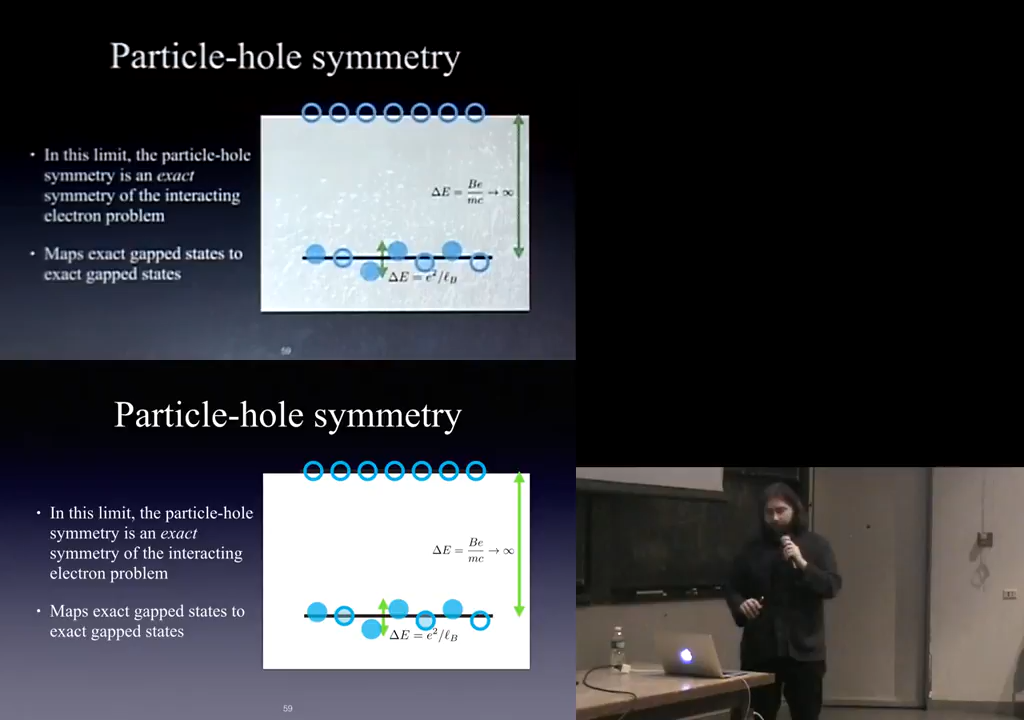 Particle-hole symmetry
• In this limit, the particle-hole
symmetry is an exact
symmetry of the interacting
electron problem
• Maps exact gapped states to
exact gapped states
ΔE = Be/mc → ∞
ΔE = e²/ℓ_B
59
Particle-hole symmetry
• In this limit, the particle-hole
symmetry is an exact
symmetry of the interacting
electron problem
• Maps exact gapped states to
exact gapped states
ΔE = Be/mc → ∞
ΔE = e²/ℓ_B
59